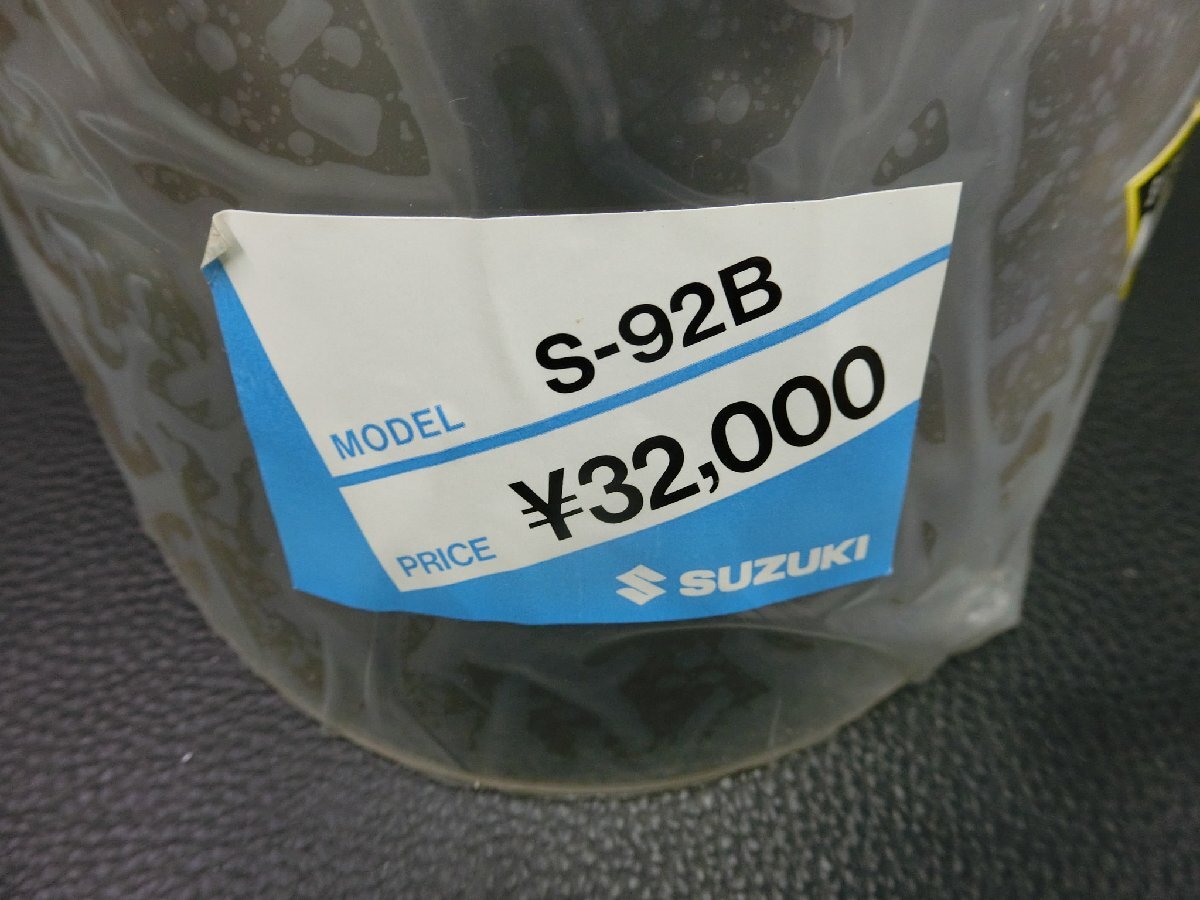 MODEL S-92B
PRICE ¥32,000
SUZUKI